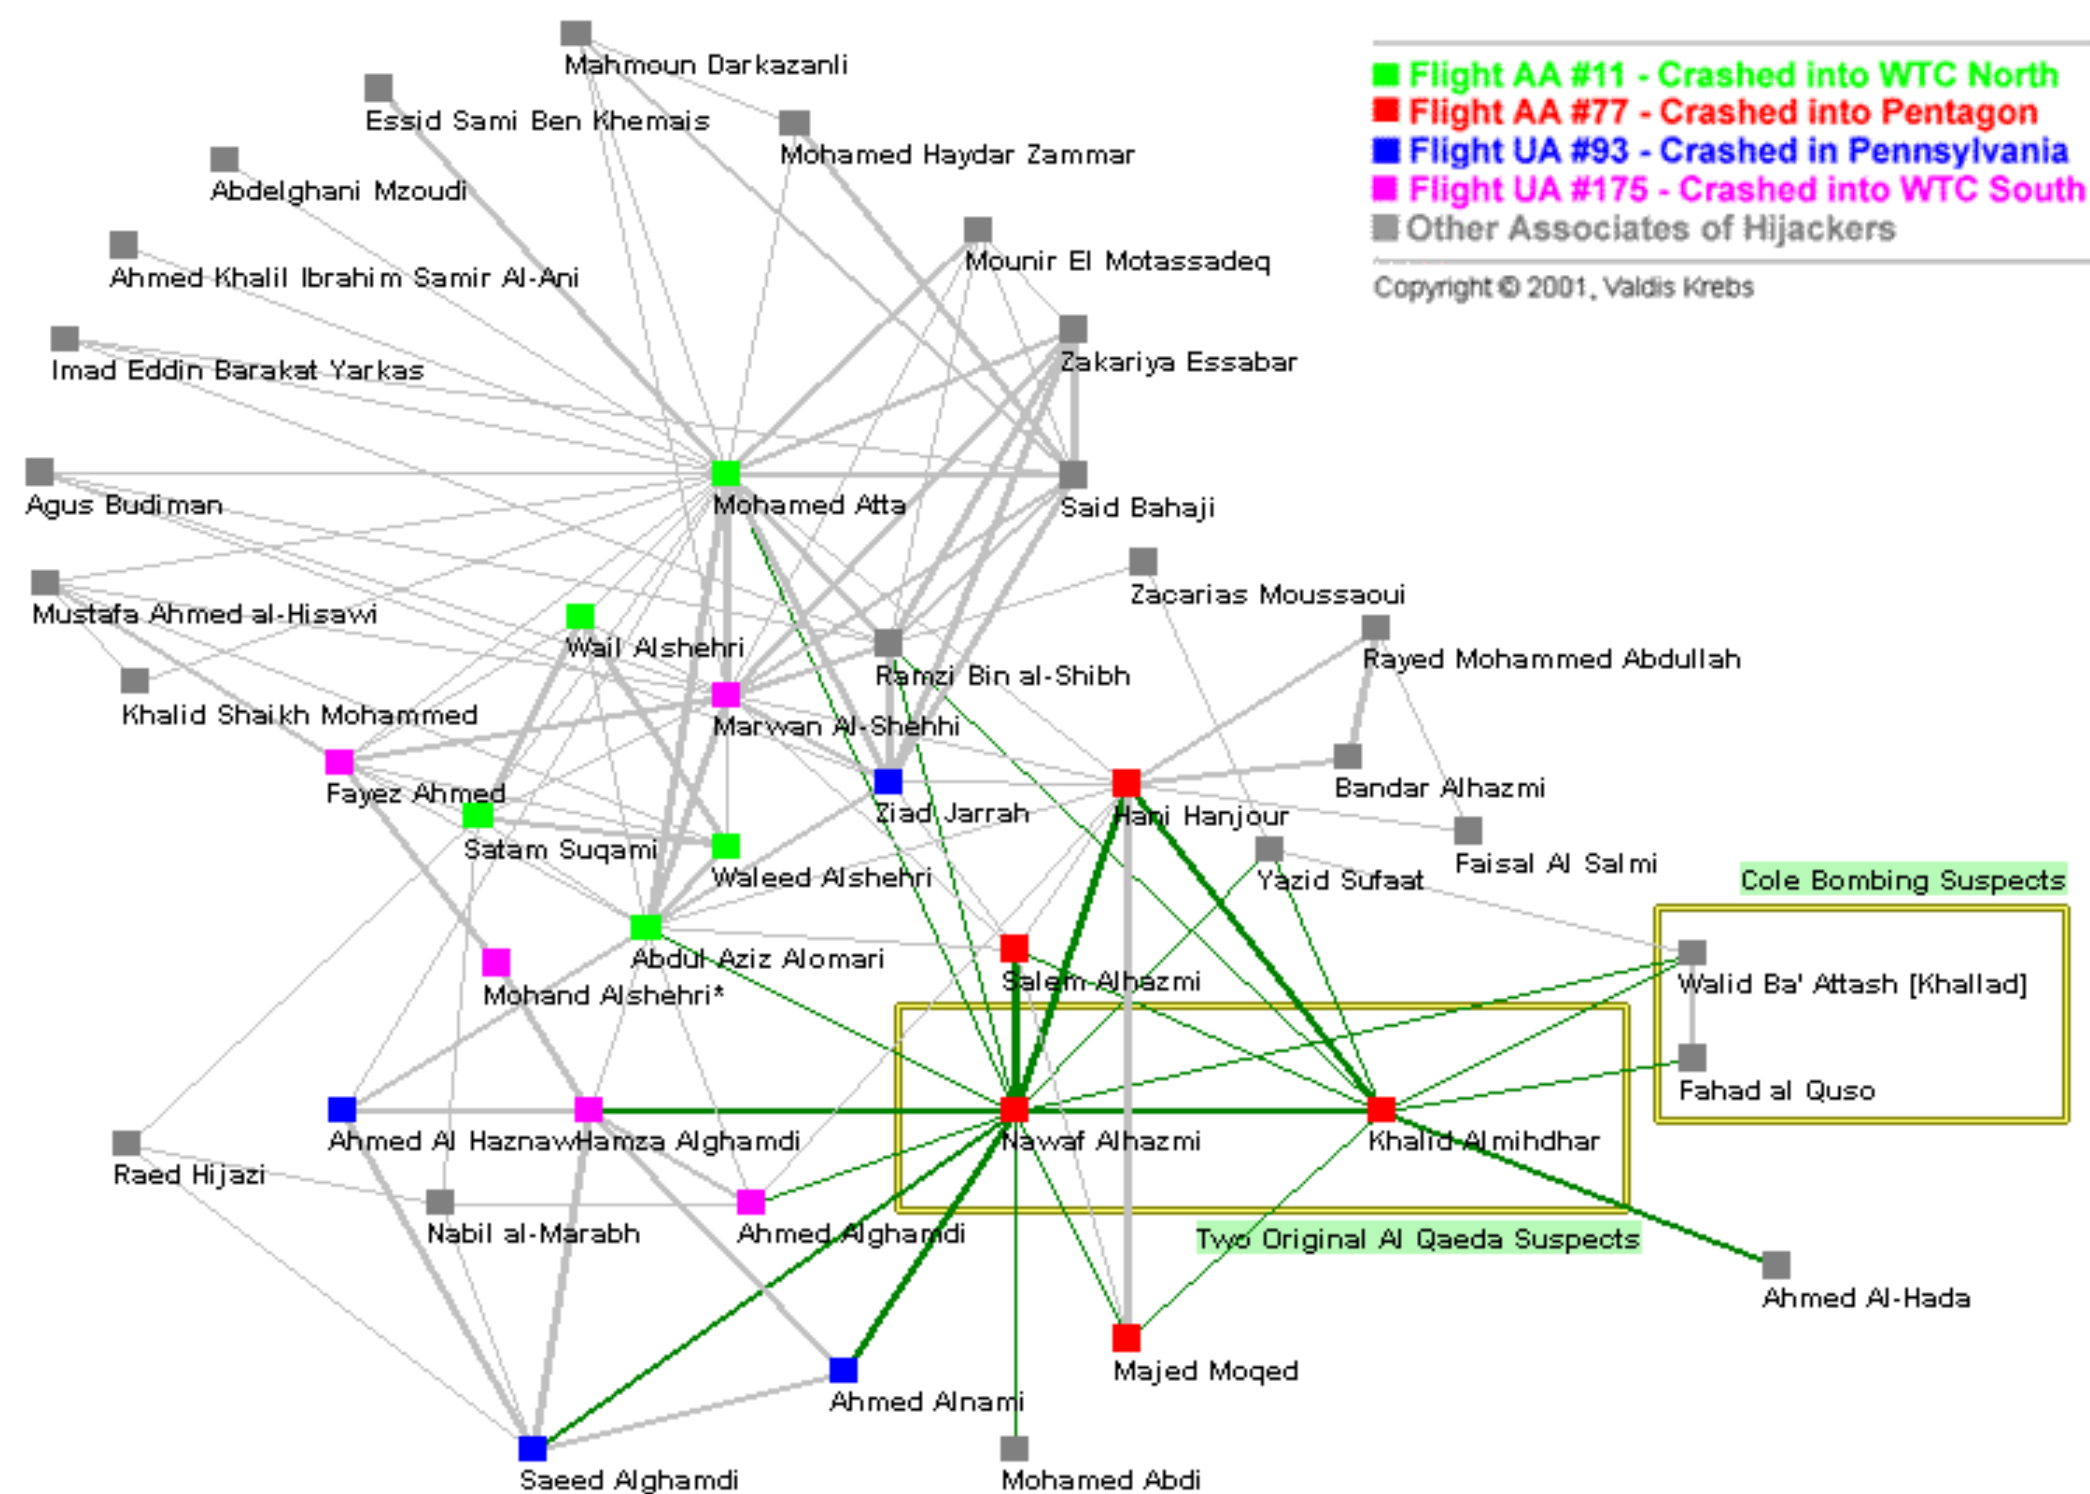 Mahmoun Darkazanli
Flight AA #11 - Crashed into WTC North
Essid Sami Ben Khemais
Flight AA #77 - Crashed into Pentagon
Mohamed Haydar Zammar
Flight UA #93 - Crashed in Pennsylvania
Abdelghani Mzoudi
Flight UA #175 - Crashed into WTC South
Other Associates of Hijackers
Mounir El Motassadeq
Ahmed Khalil Ibrahim Samir Al-Ani
Copyright © 2001, Valdis Krebs
Zakariya Essabar
Imad Eddin Barakat Yarkas
Agus Budiman
Mohamed Atta
Said Bahaji
Zacarias Moussaoui
Mustafa Ahmed al-Hisawi
Wail Alshehri
Rayed Mohammed Abdullah
Ramzi Bin al-Shibh
Khalid Shaikh Mohammed
Marwan Al-Shehhi
Bandar Alhazmi
Fayez Ahmed
Ziad Jarrah
Hani Hanjour
Satam Suqami
Faisal Al Salmi
Waleed Alshehri
Yazid Sufaat
Cole Bombing Suspects
Abdul Aziz Alomari
Salem Alhazmi
Walid Ba' Attash [Khallad]
Mohand Alshehri*
Fahad al Quso
Ahmed Al Haznaw
Hamza Alghamdi
Nawaf Alhazmi
Khalid Almihdhar
Raed Hijazi
Nabil al-Marabh
Ahmed Alghamdi
Two Original Al Qaeda Suspects
Ahmed Al-Hada
Majed Moqed
Ahmed Alnami
Saeed Alghamdi
Mohamed Abdi